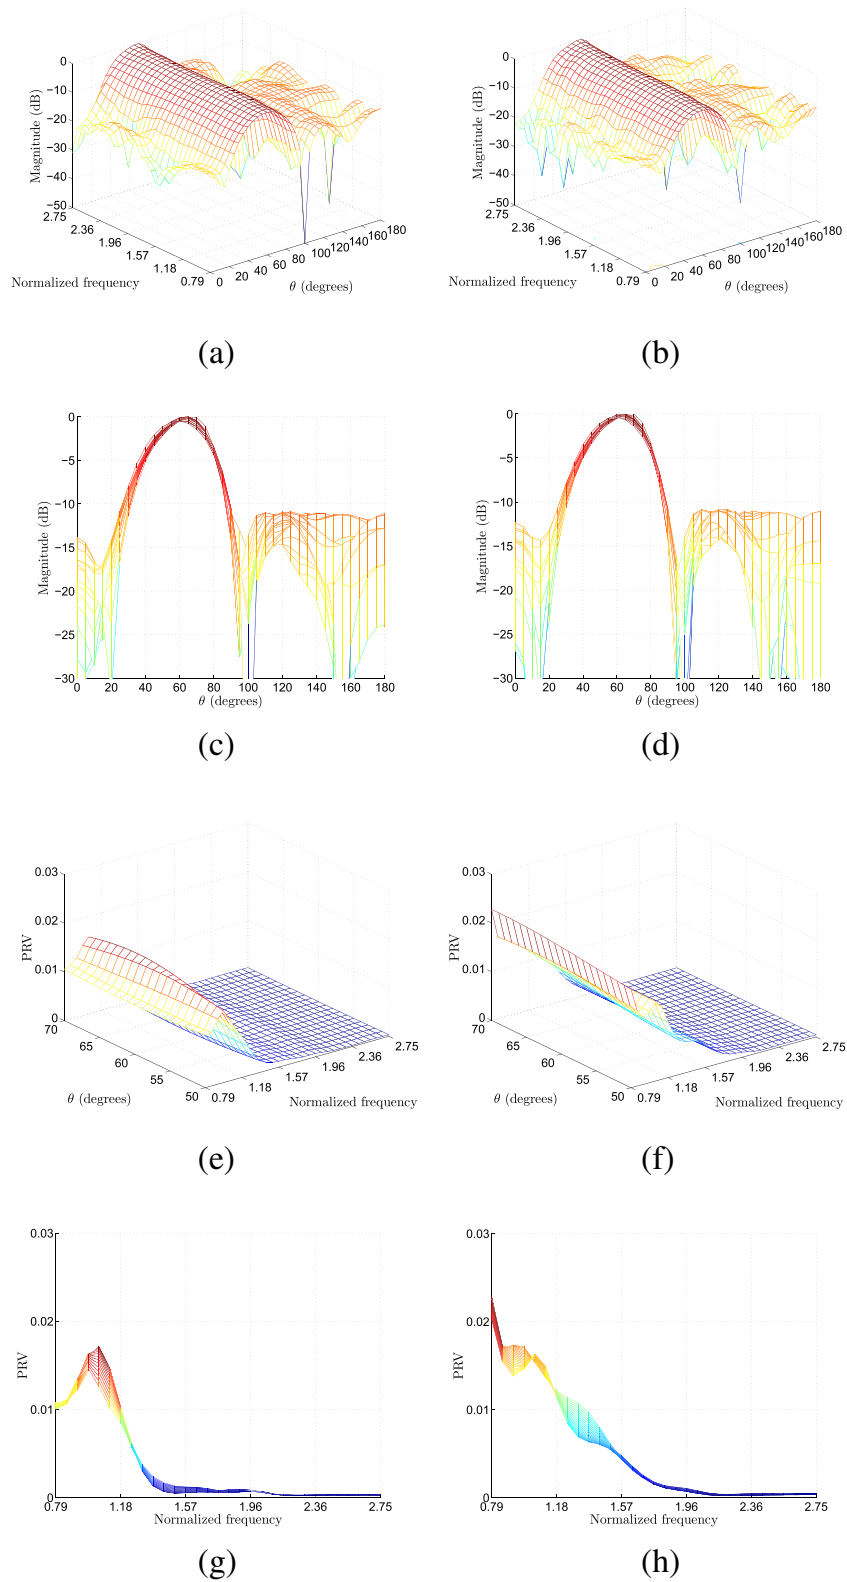 0
−10
−20
−30
−40
−50
Magnitude (dB)
2.75
2.36
1.96
1.57
1.18
0.79
Normalized frequency
0 20 40 60 80 100 120 140 160 180
θ (degrees)
(a)
0
−10
−20
−30
−40
−50
Magnitude (dB)
2.75
2.36
1.96
1.57
1.18
0.79
Normalized frequency
0 20 40 60 80 100 120 140 160 180
θ (degrees)
(b)
0
−5
−10
−15
−20
−25
−30
Magnitude (dB)
0 20 40 60 80 100 120 140 160 180
θ (degrees)
(c)
0
−5
−10
−15
−20
−25
−30
Magnitude (dB)
0 20 40 60 80 100 120 140 160 180
θ (degrees)
(d)
0.03
0.02
0.01
0
PRV
70
65
60
55
50
θ (degrees)
0.79 1.18 1.57 1.96 2.36 2.75
Normalized frequency
(e)
0.03
0.02
0.01
0
PRV
70
65
60
55
50
θ (degrees)
0.79 1.18 1.57 1.96 2.36 2.75
Normalized frequency
(f)
0.03
0.02
0.01
0
PRV
0.79 1.18 1.57 1.96 2.36 2.75
Normalized frequency
(g)
0.03
0.02
0.01
0
PRV
0.79 1.18 1.57 1.96 2.36 2.75
Normalized frequency
(h)